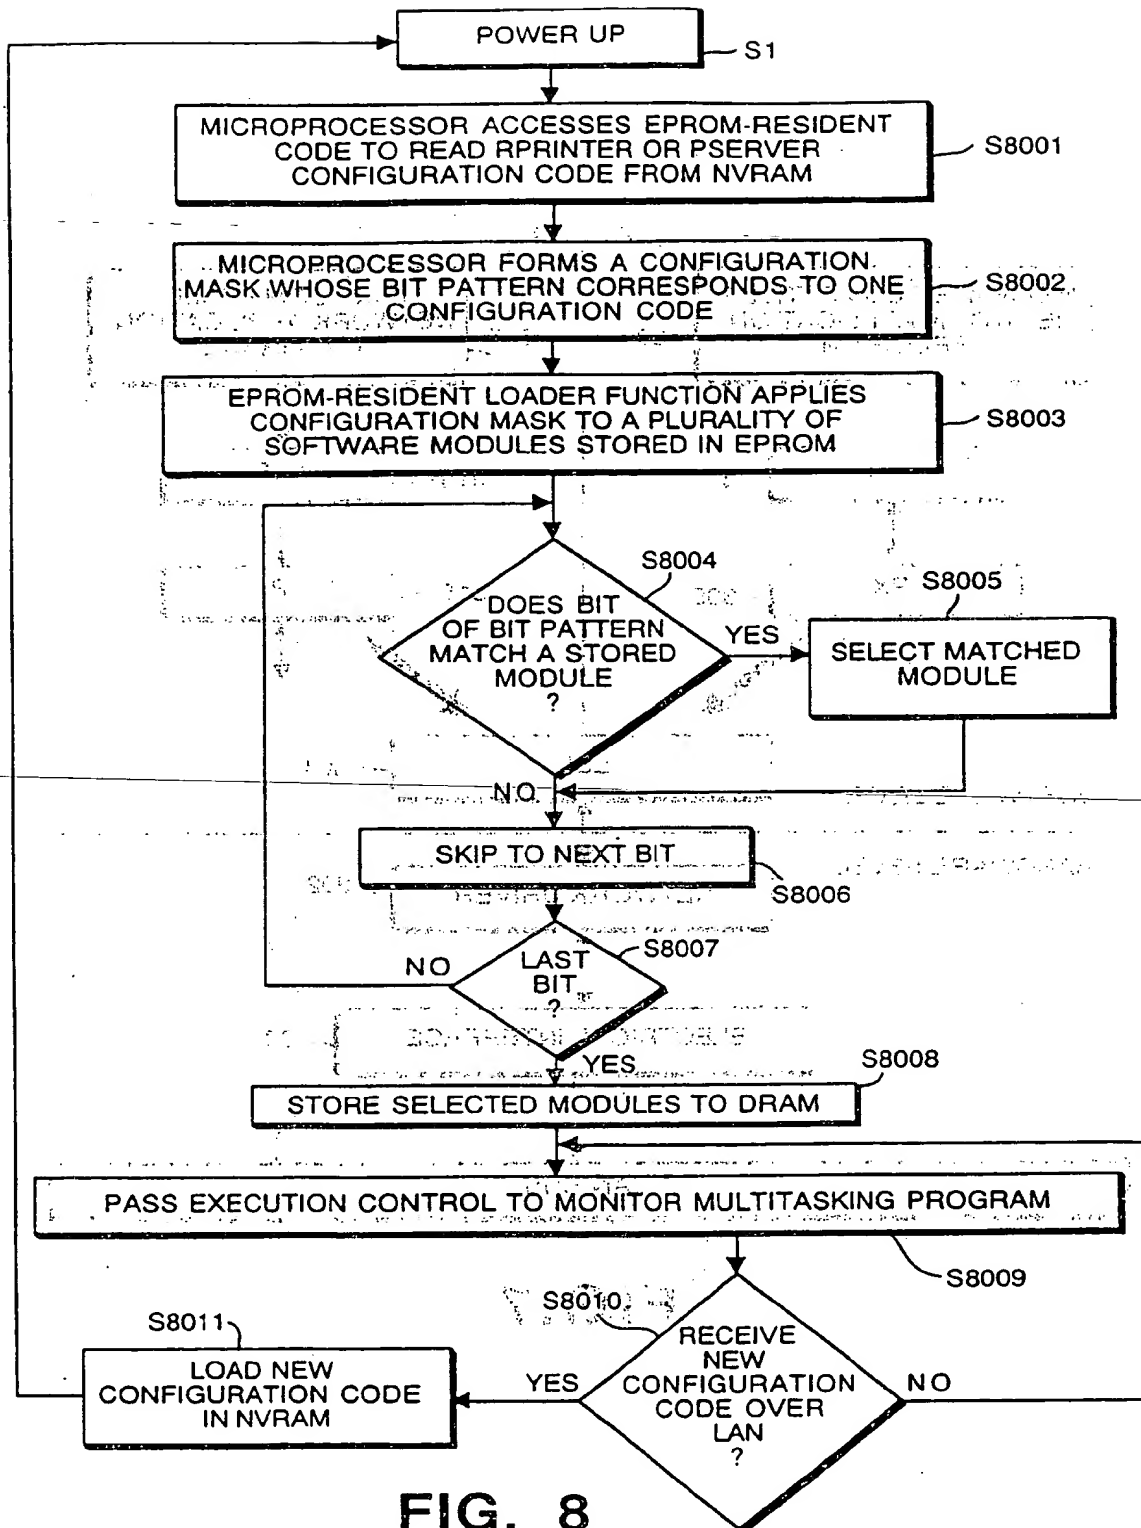 POWER UP
S1
MICROPROCESSOR ACCESSES EPROM-RESIDENT
CODE TO READ RPRINTER OR PSERVER
CONFIGURATION CODE FROM NVRAM
S8001
MICROPROCESSOR FORMS A CONFIGURATION
MASK WHOSE BIT PATTERN CORRESPONDS TO ONE
CONFIGURATION CODE
S8002
EPROM-RESIDENT LOADER FUNCTION APPLIES
CONFIGURATION MASK TO A PLURALITY OF
SOFTWARE MODULES STORED IN EPROM
S8003
S8004
DOES BIT
OF BIT PATTERN
MATCH A STORED
MODULE
?
YES
S8005
SELECT MATCHED
MODULE
NO
SKIP TO NEXT BIT
S8006
S8007
LAST
BIT
?
NO
YES
S8008
STORE SELECTED MODULES TO DRAM
PASS EXECUTION CONTROL TO MONITOR MULTITASKING PROGRAM
S8009
S8010
RECEIVE
NEW
CONFIGURATION
CODE OVER
LAN
?
YES
NO
S8011
LOAD NEW
CONFIGURATION CODE
IN NVRAM
FIG. 8